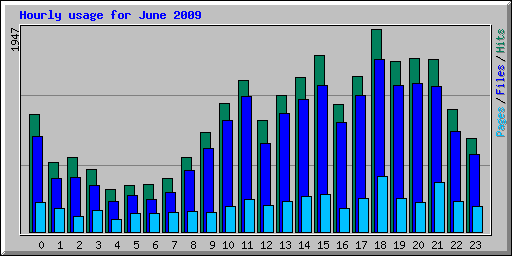 Hourly usage for June 2009
1947
Pages / Files / Hits
0 1 2 3 4 5 6 7 8 9 10 11 12 13 14 15 16 17 18 19 20 21 22 23